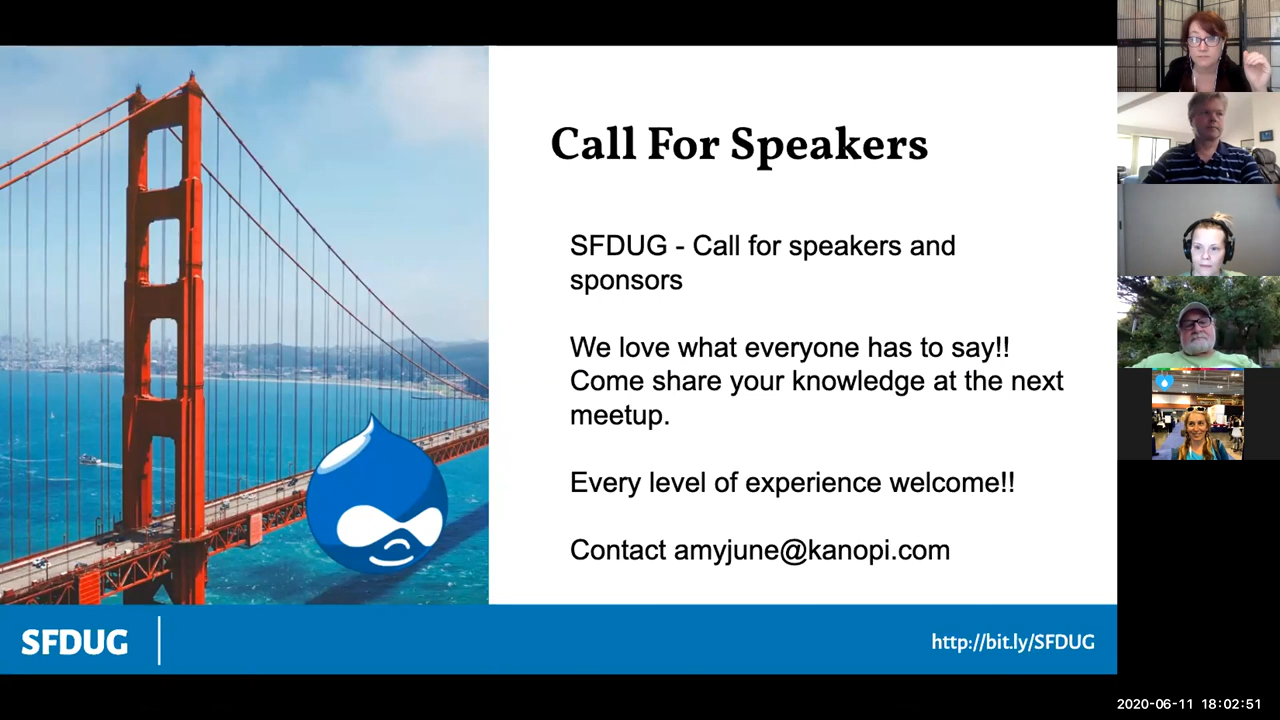 Call For Speakers
SFDUG - Call for speakers and
sponsors
We love what everyone has to say!!
Come share your knowledge at the next
meetup.
Every level of experience welcome!!
Contact amyjune@kanopi.com
SFDUG
http://bit.ly/SFDUG
2020-06-11 18:02:51